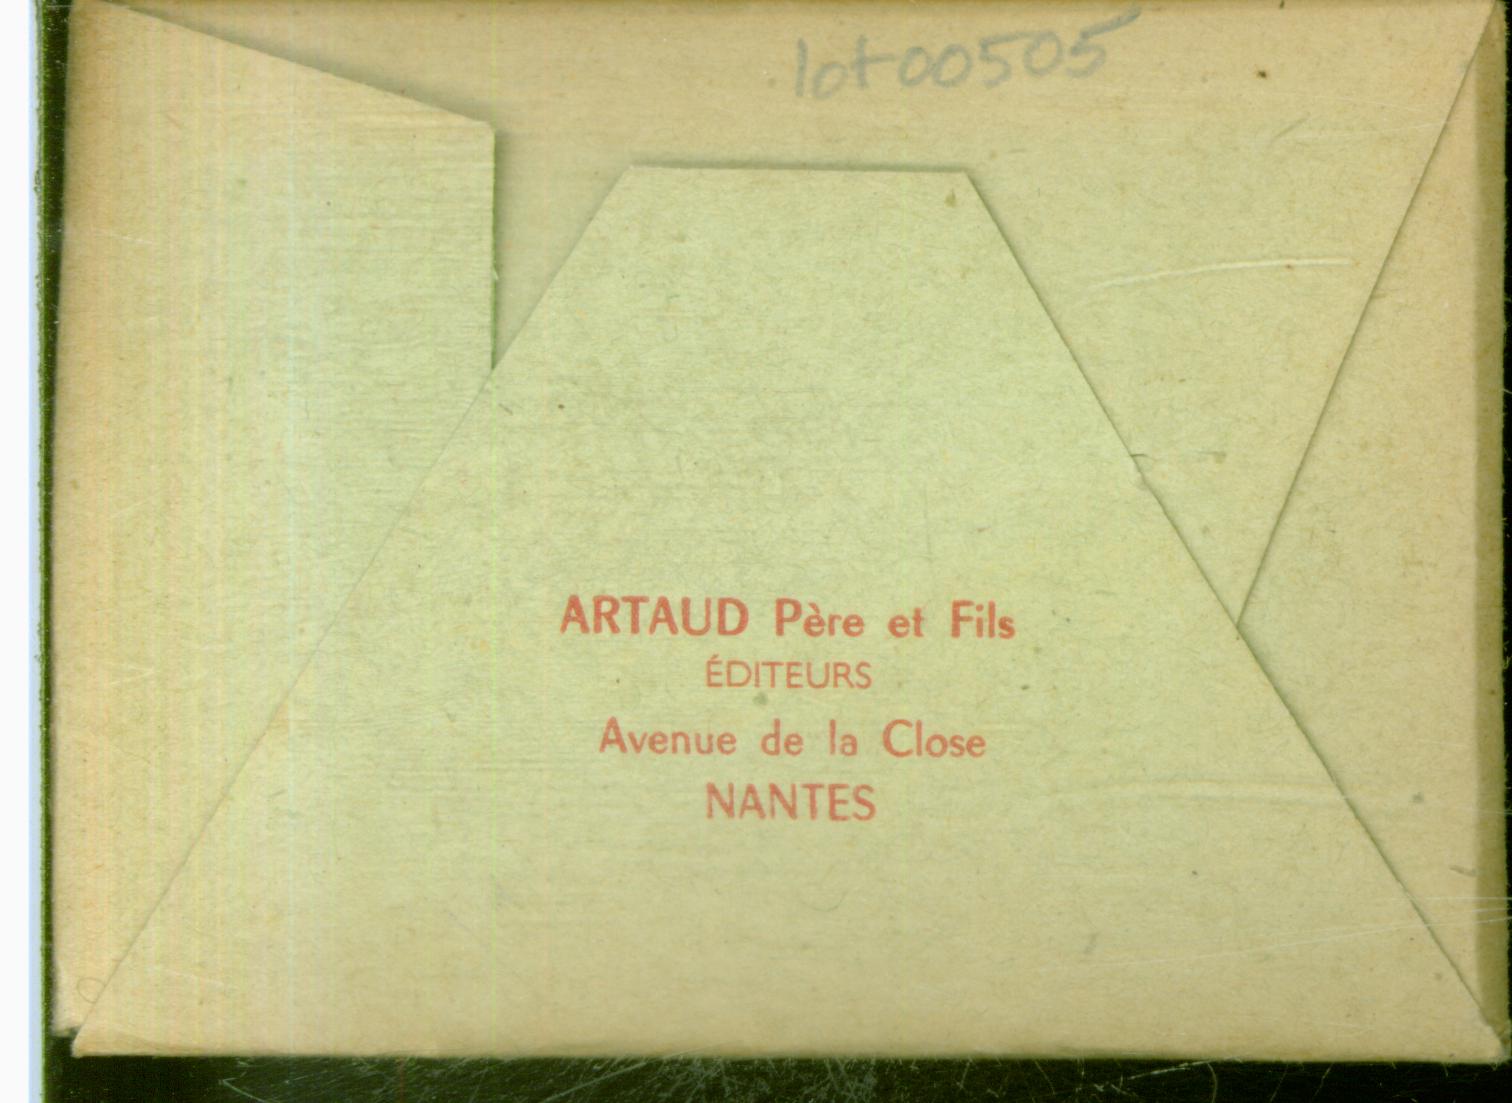 lot 00505
ARTAUD Père et Fils
ÉDITEURS
Avenue de la Close
NANTES